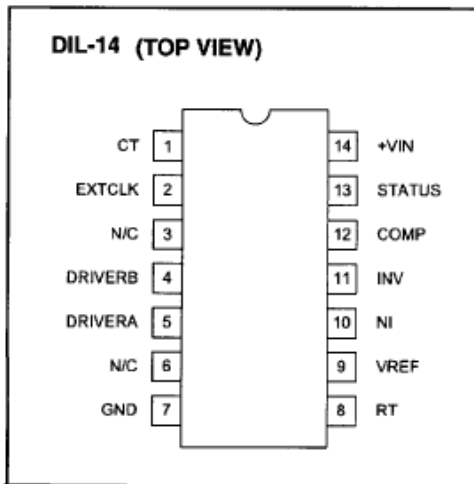 DIL-14 (TOP VIEW)
CT 1 14 +VIN
EXTCLK 2 13 STATUS
N/C 3 12 COMP
DRIVERB 4 11 INV
DRIVERA 5 10 NI
N/C 6 9 VREF
GND 7 8 RT